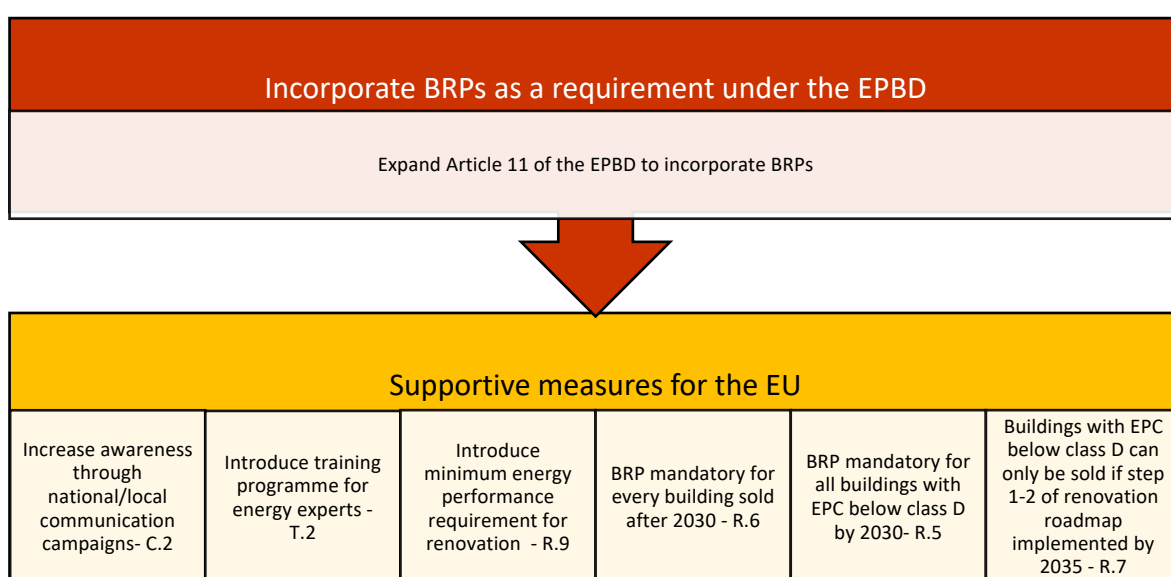 Incorporate BRPs as a requirement under the EPBD
Expand Article 11 of the EPBD to incorporate BRPs
Supportive measures for the EU
Increase awareness
through
national/local
communication
campaigns- C.2
Introduce training
programme for
energy experts -
T.2
Introduce
minimum energy
performance
requirement for
renovation  - R.9
BRP mandatory for
every building sold
after 2030 - R.6
BRP mandatory for
all buildings with
EPC below class D
by 2030- R.5
Buildings with EPC
below class D can
only be sold if step
1-2 of renovation
roadmap
implemented by
2035 - R.7